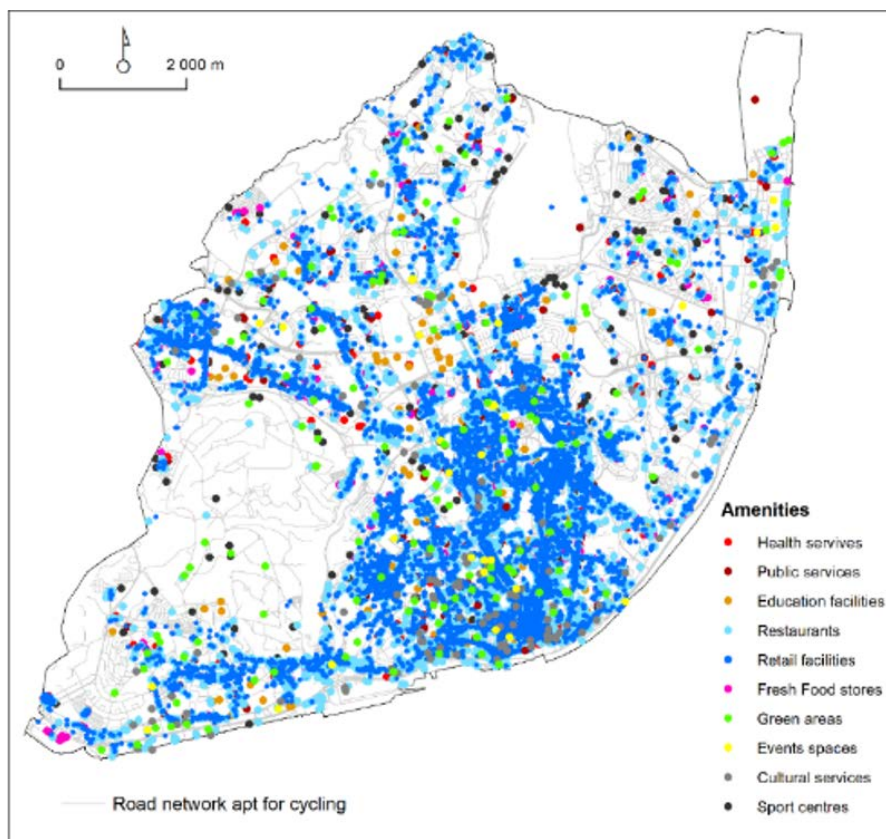 0 2 000 m
Amenities
Health servives
Public services
Education facilities
Restaurants
Retail facilities
Fresh Food stores
Green areas
Events spaces
Cultural services
Sport centres
Road network apt for cycling